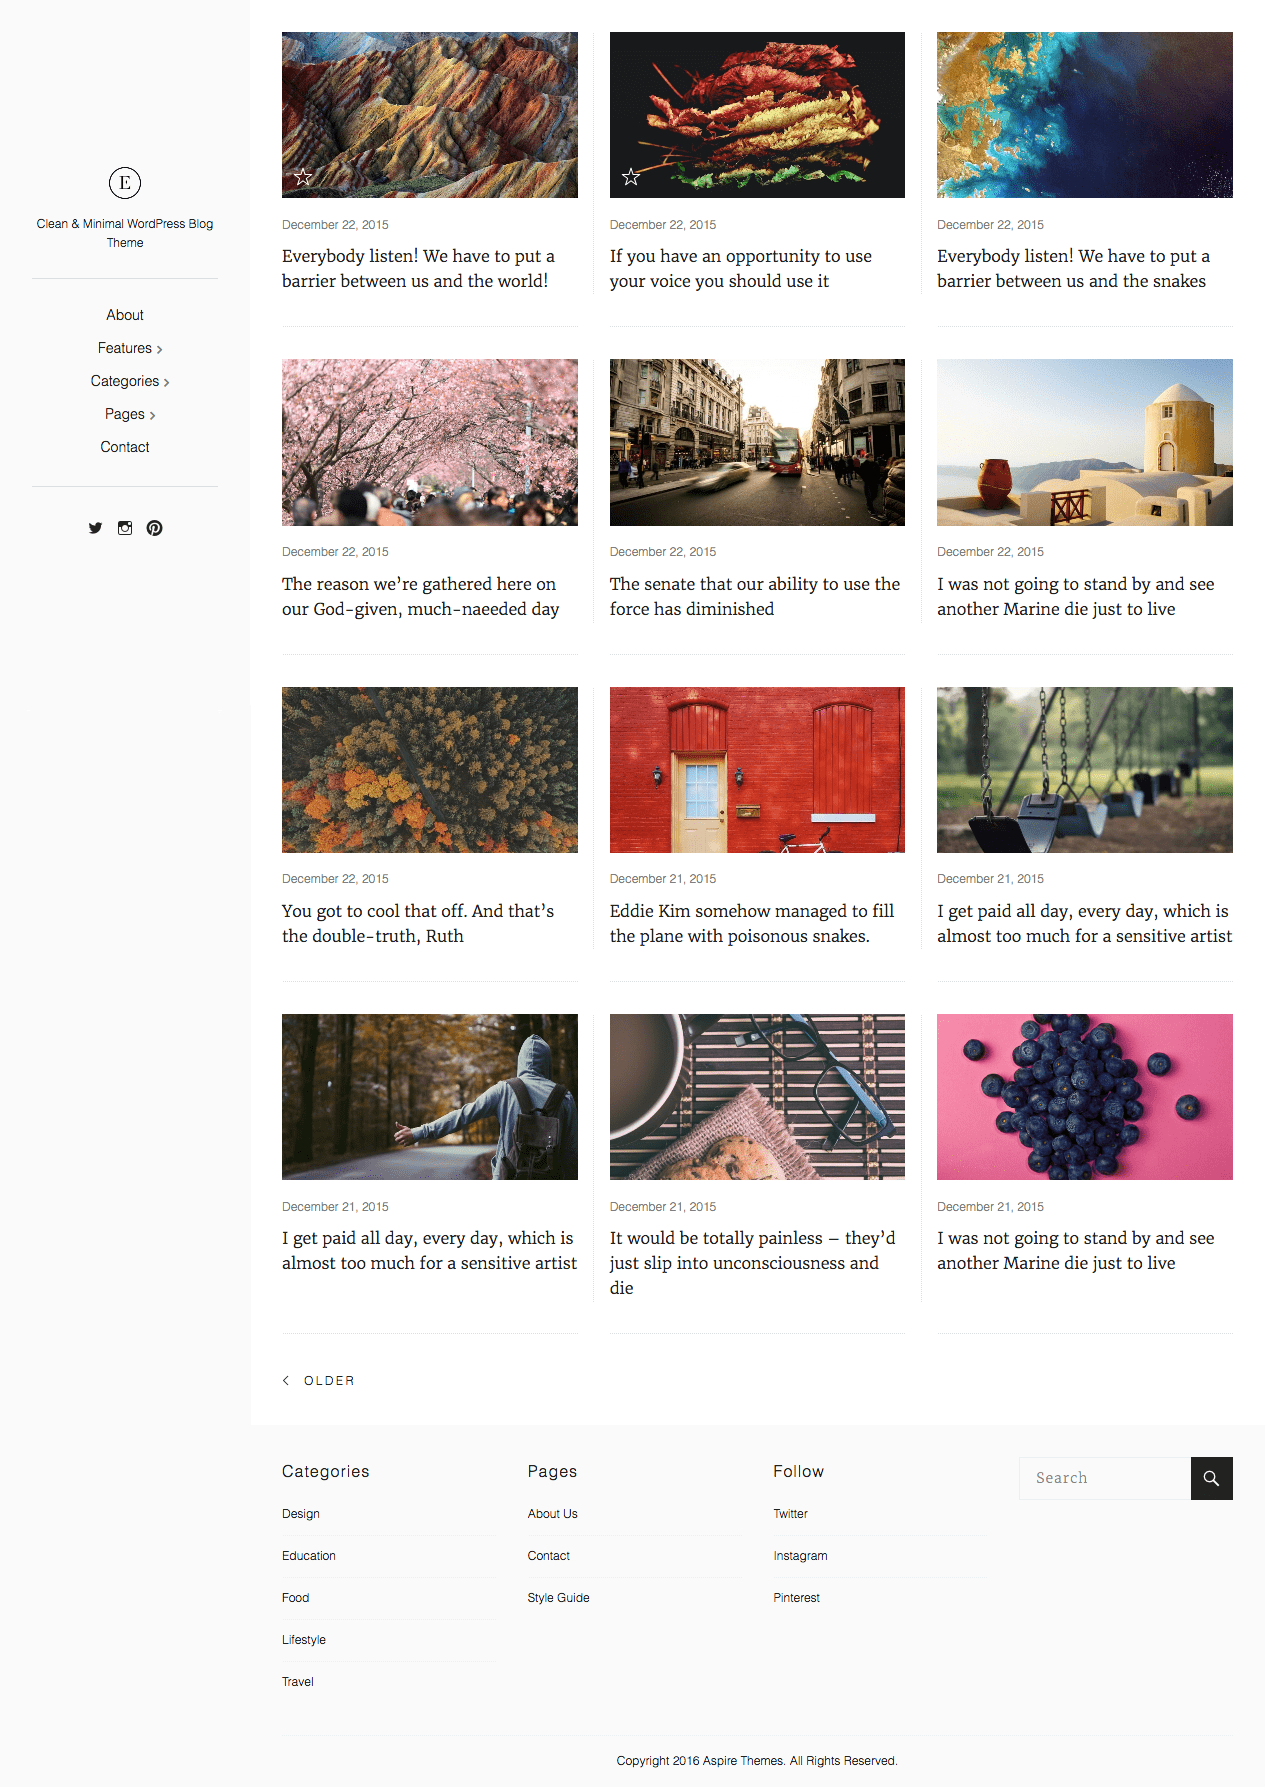 E
Clean & Minimal WordPress Blog
Theme
About
Features
Categories
Pages
Contact
December 22, 2015
Everybody listen! We have to put a
barrier between us and the world!
December 22, 2015
If you have an opportunity to use
your voice you should use it
December 22, 2015
Everybody listen! We have to put a
barrier between us and the snakes
December 22, 2015
The reason we're gathered here on
our God-given, much-naeeded day
December 22, 2015
The senate that our ability to use the
force has diminished
December 22, 2015
I was not going to stand by and see
another Marine die just to live
December 22, 2015
You got to cool that off. And that's
the double-truth, Ruth
December 21, 2015
Eddie Kim somehow managed to fill
the plane with poisonous snakes.
December 21, 2015
I get paid all day, every day, which is
almost too much for a sensitive artist
December 21, 2015
I get paid all day, every day, which is
almost too much for a sensitive artist
December 21, 2015
It would be totally painless – they'd
just slip into unconsciousness and
die
December 21, 2015
I was not going to stand by and see
another Marine die just to live
OLDER
Categories
Design
Education
Food
Lifestyle
Travel
Pages
About Us
Contact
Style Guide
Follow
Twitter
Instagram
Pinterest
Search
Copyright 2016 Aspire Themes. All Rights Reserved.